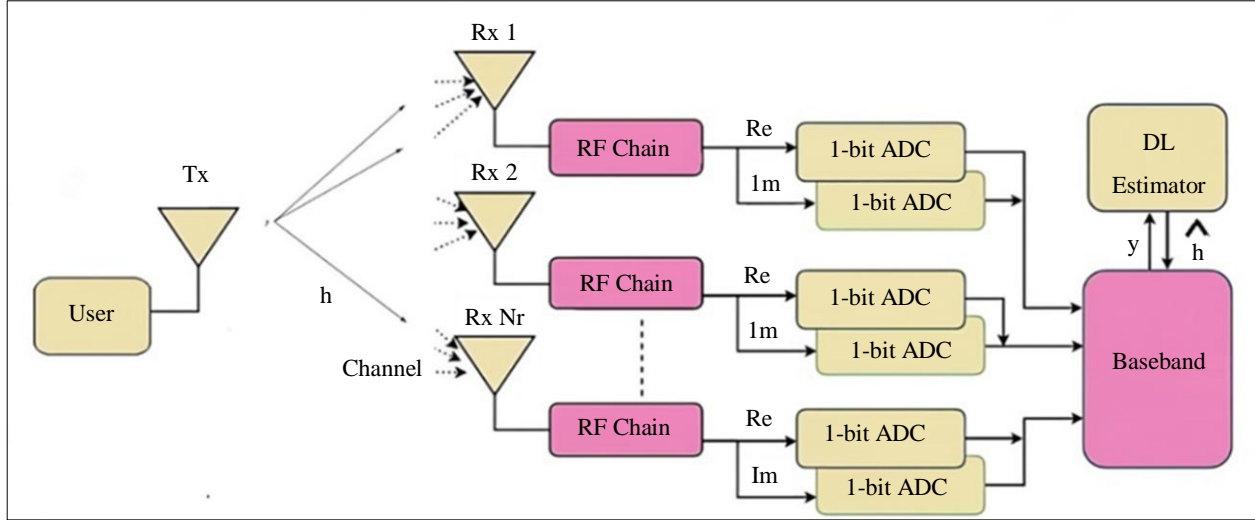 Rx 1
RF Chain
Re
1m
1-bit ADC
1-bit ADC
DL
Estimator
Tx
Rx 2
y
^
h
User
h
RF Chain
Re
1m
1-bit ADC
1-bit ADC
Baseband
Rx Nr
Channel
RF Chain
Re
Im
1-bit ADC
1-bit ADC